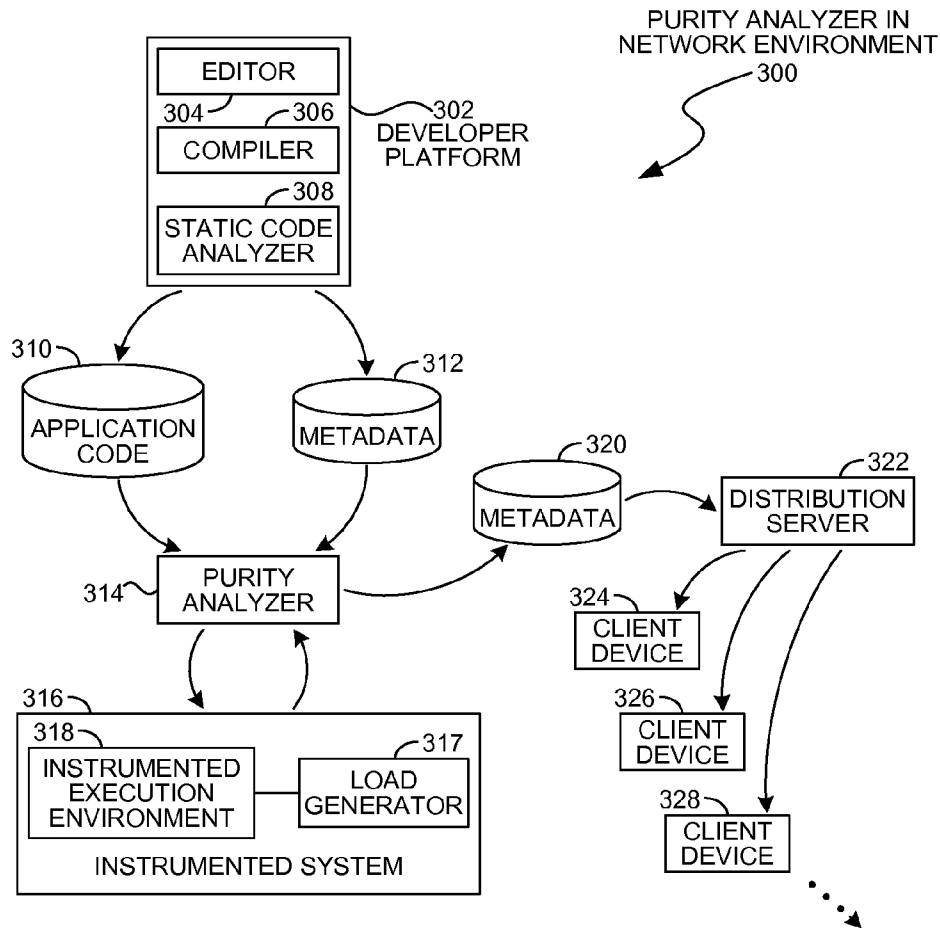 PURITY ANALYZER IN
NETWORK ENVIRONMENT
300
EDITOR
304
306
COMPILER
308
STATIC CODE
ANALYZER
302
DEVELOPER
PLATFORM
310
APPLICATION
CODE
312
METADATA
320
METADATA
322
DISTRIBUTION
SERVER
314
PURITY
ANALYZER
324
CLIENT
DEVICE
326
CLIENT
DEVICE
328
CLIENT
DEVICE
316
318
INSTRUMENTED
EXECUTION
ENVIRONMENT
317
LOAD
GENERATOR
INSTRUMENTED SYSTEM